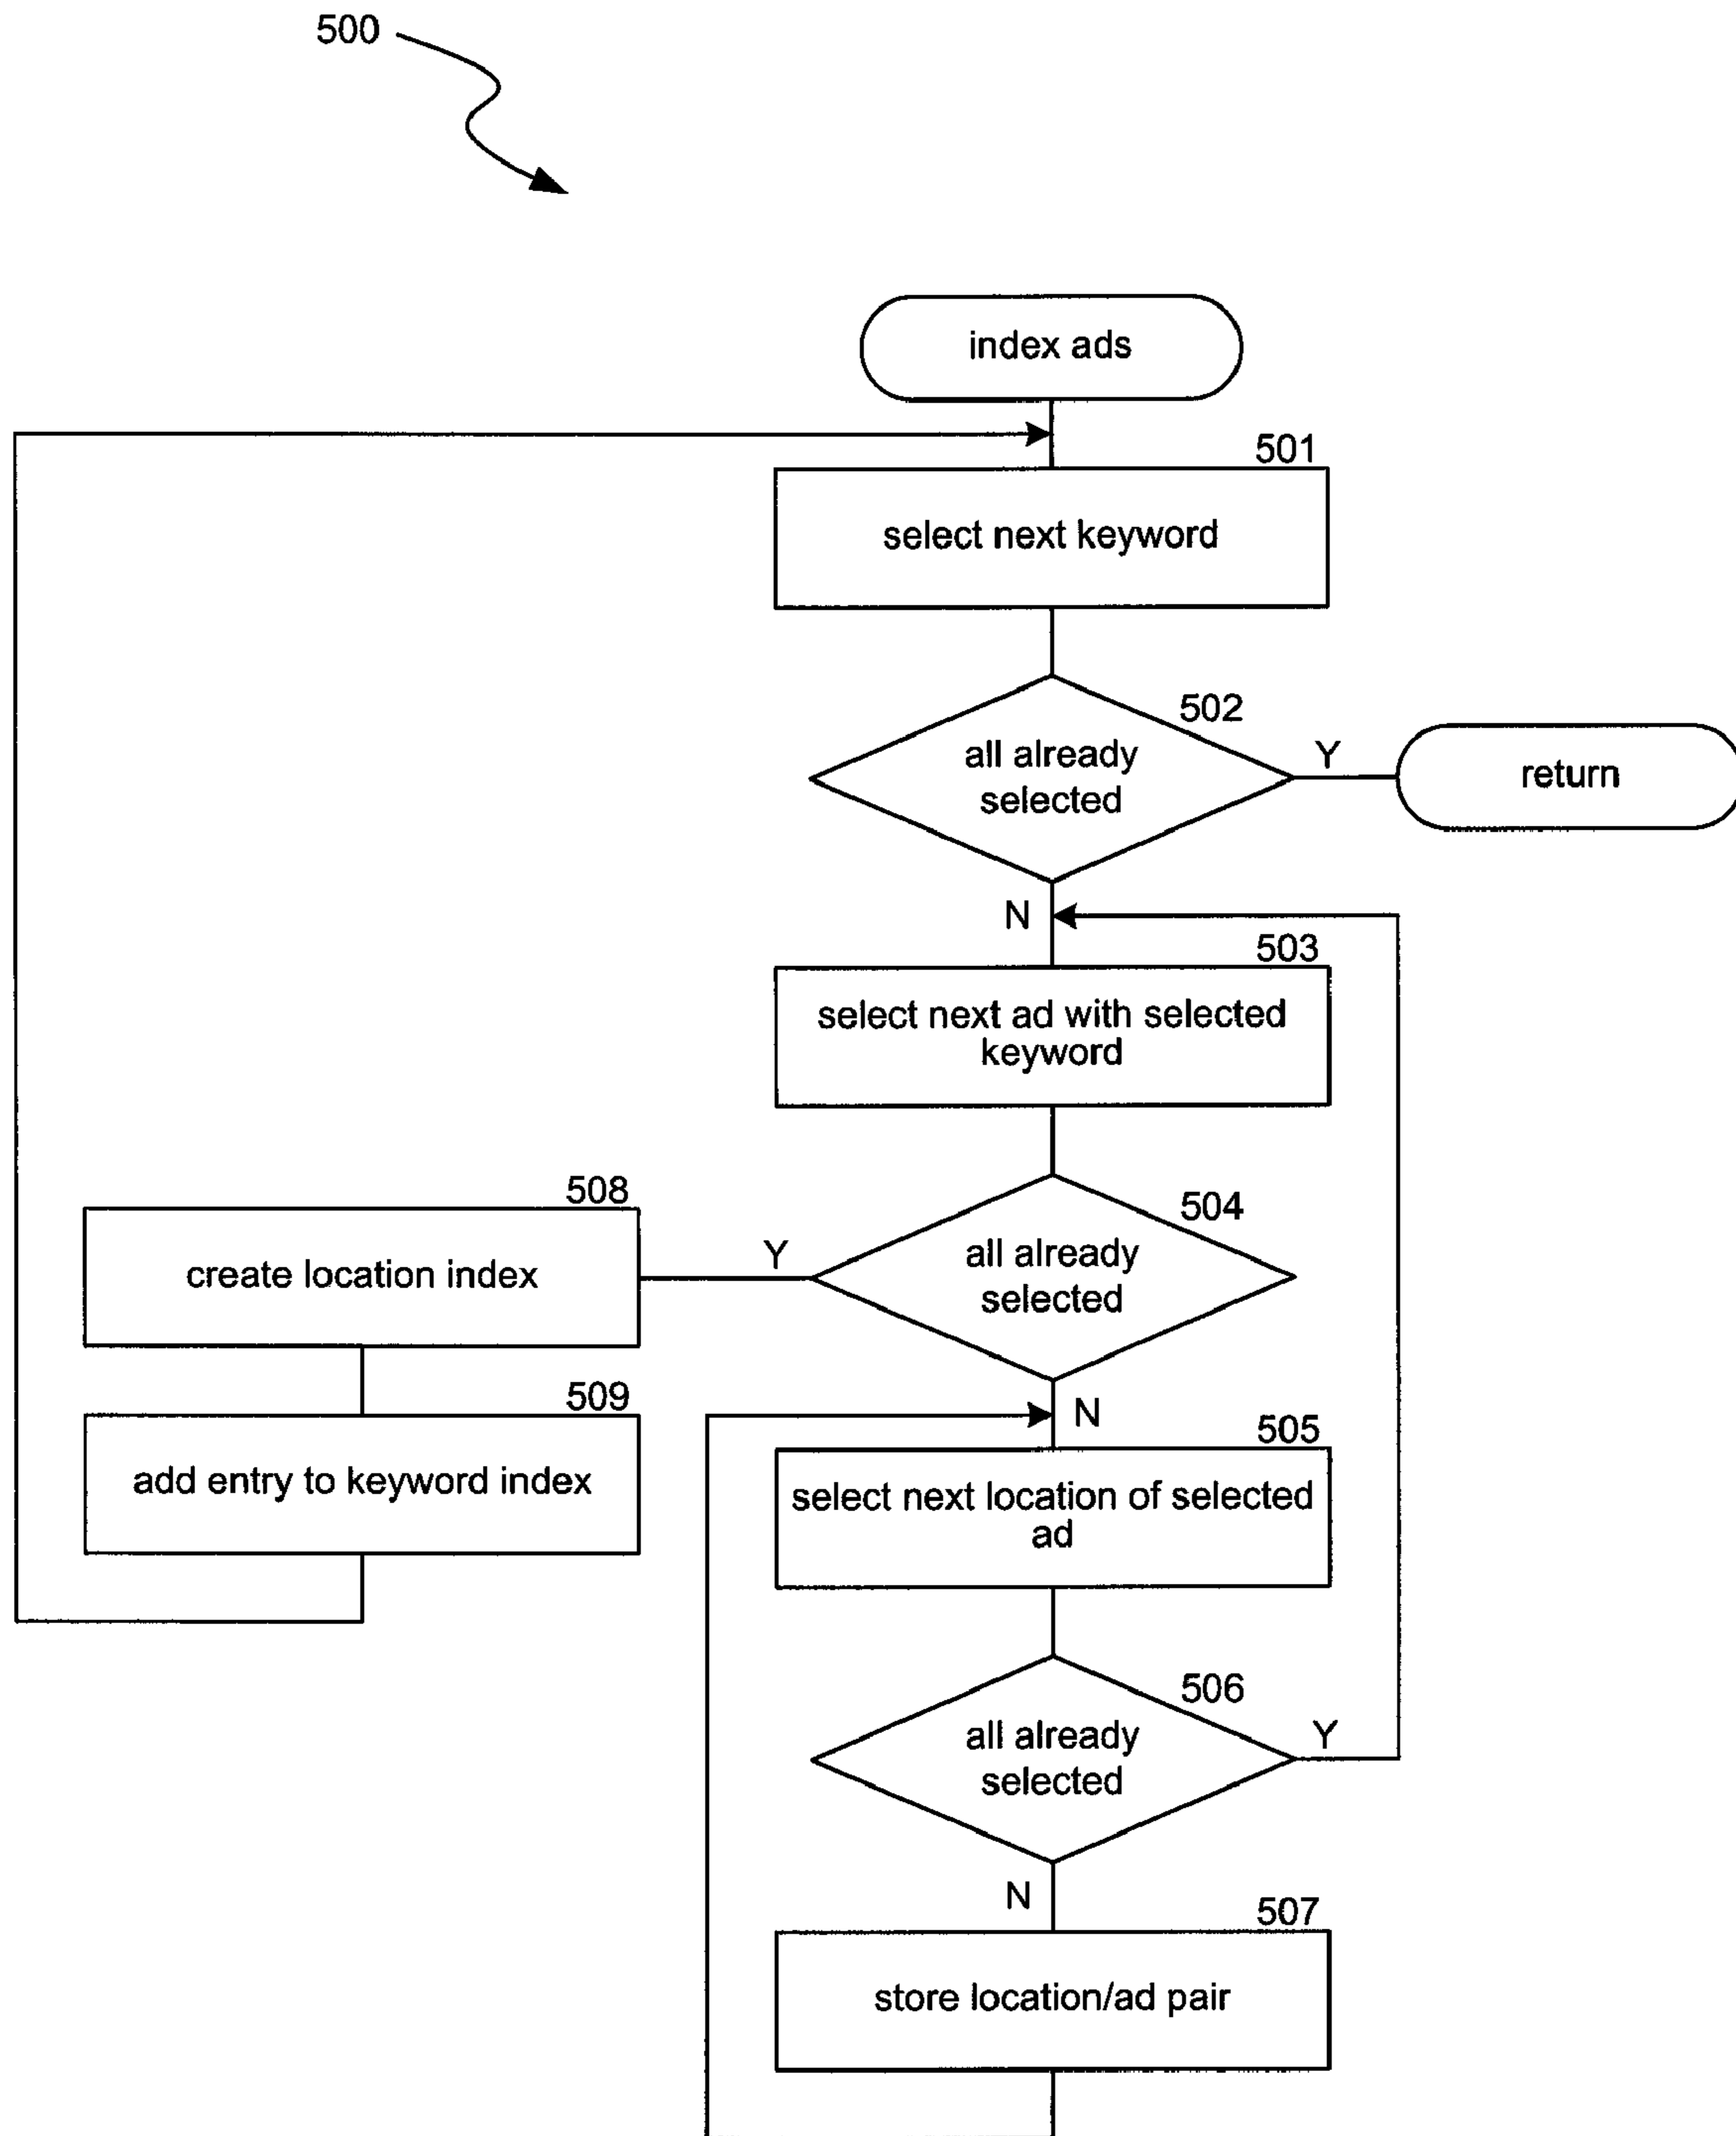 500
index ads
501
select next keyword
502
all already
selected
Y
return
N
503
select next ad with selected
keyword
504
all already
selected
Y
508
create location index
509
add entry to keyword index
N
505
select next location of selected
ad
506
all already
selected
Y
N
507
store location/ad pair